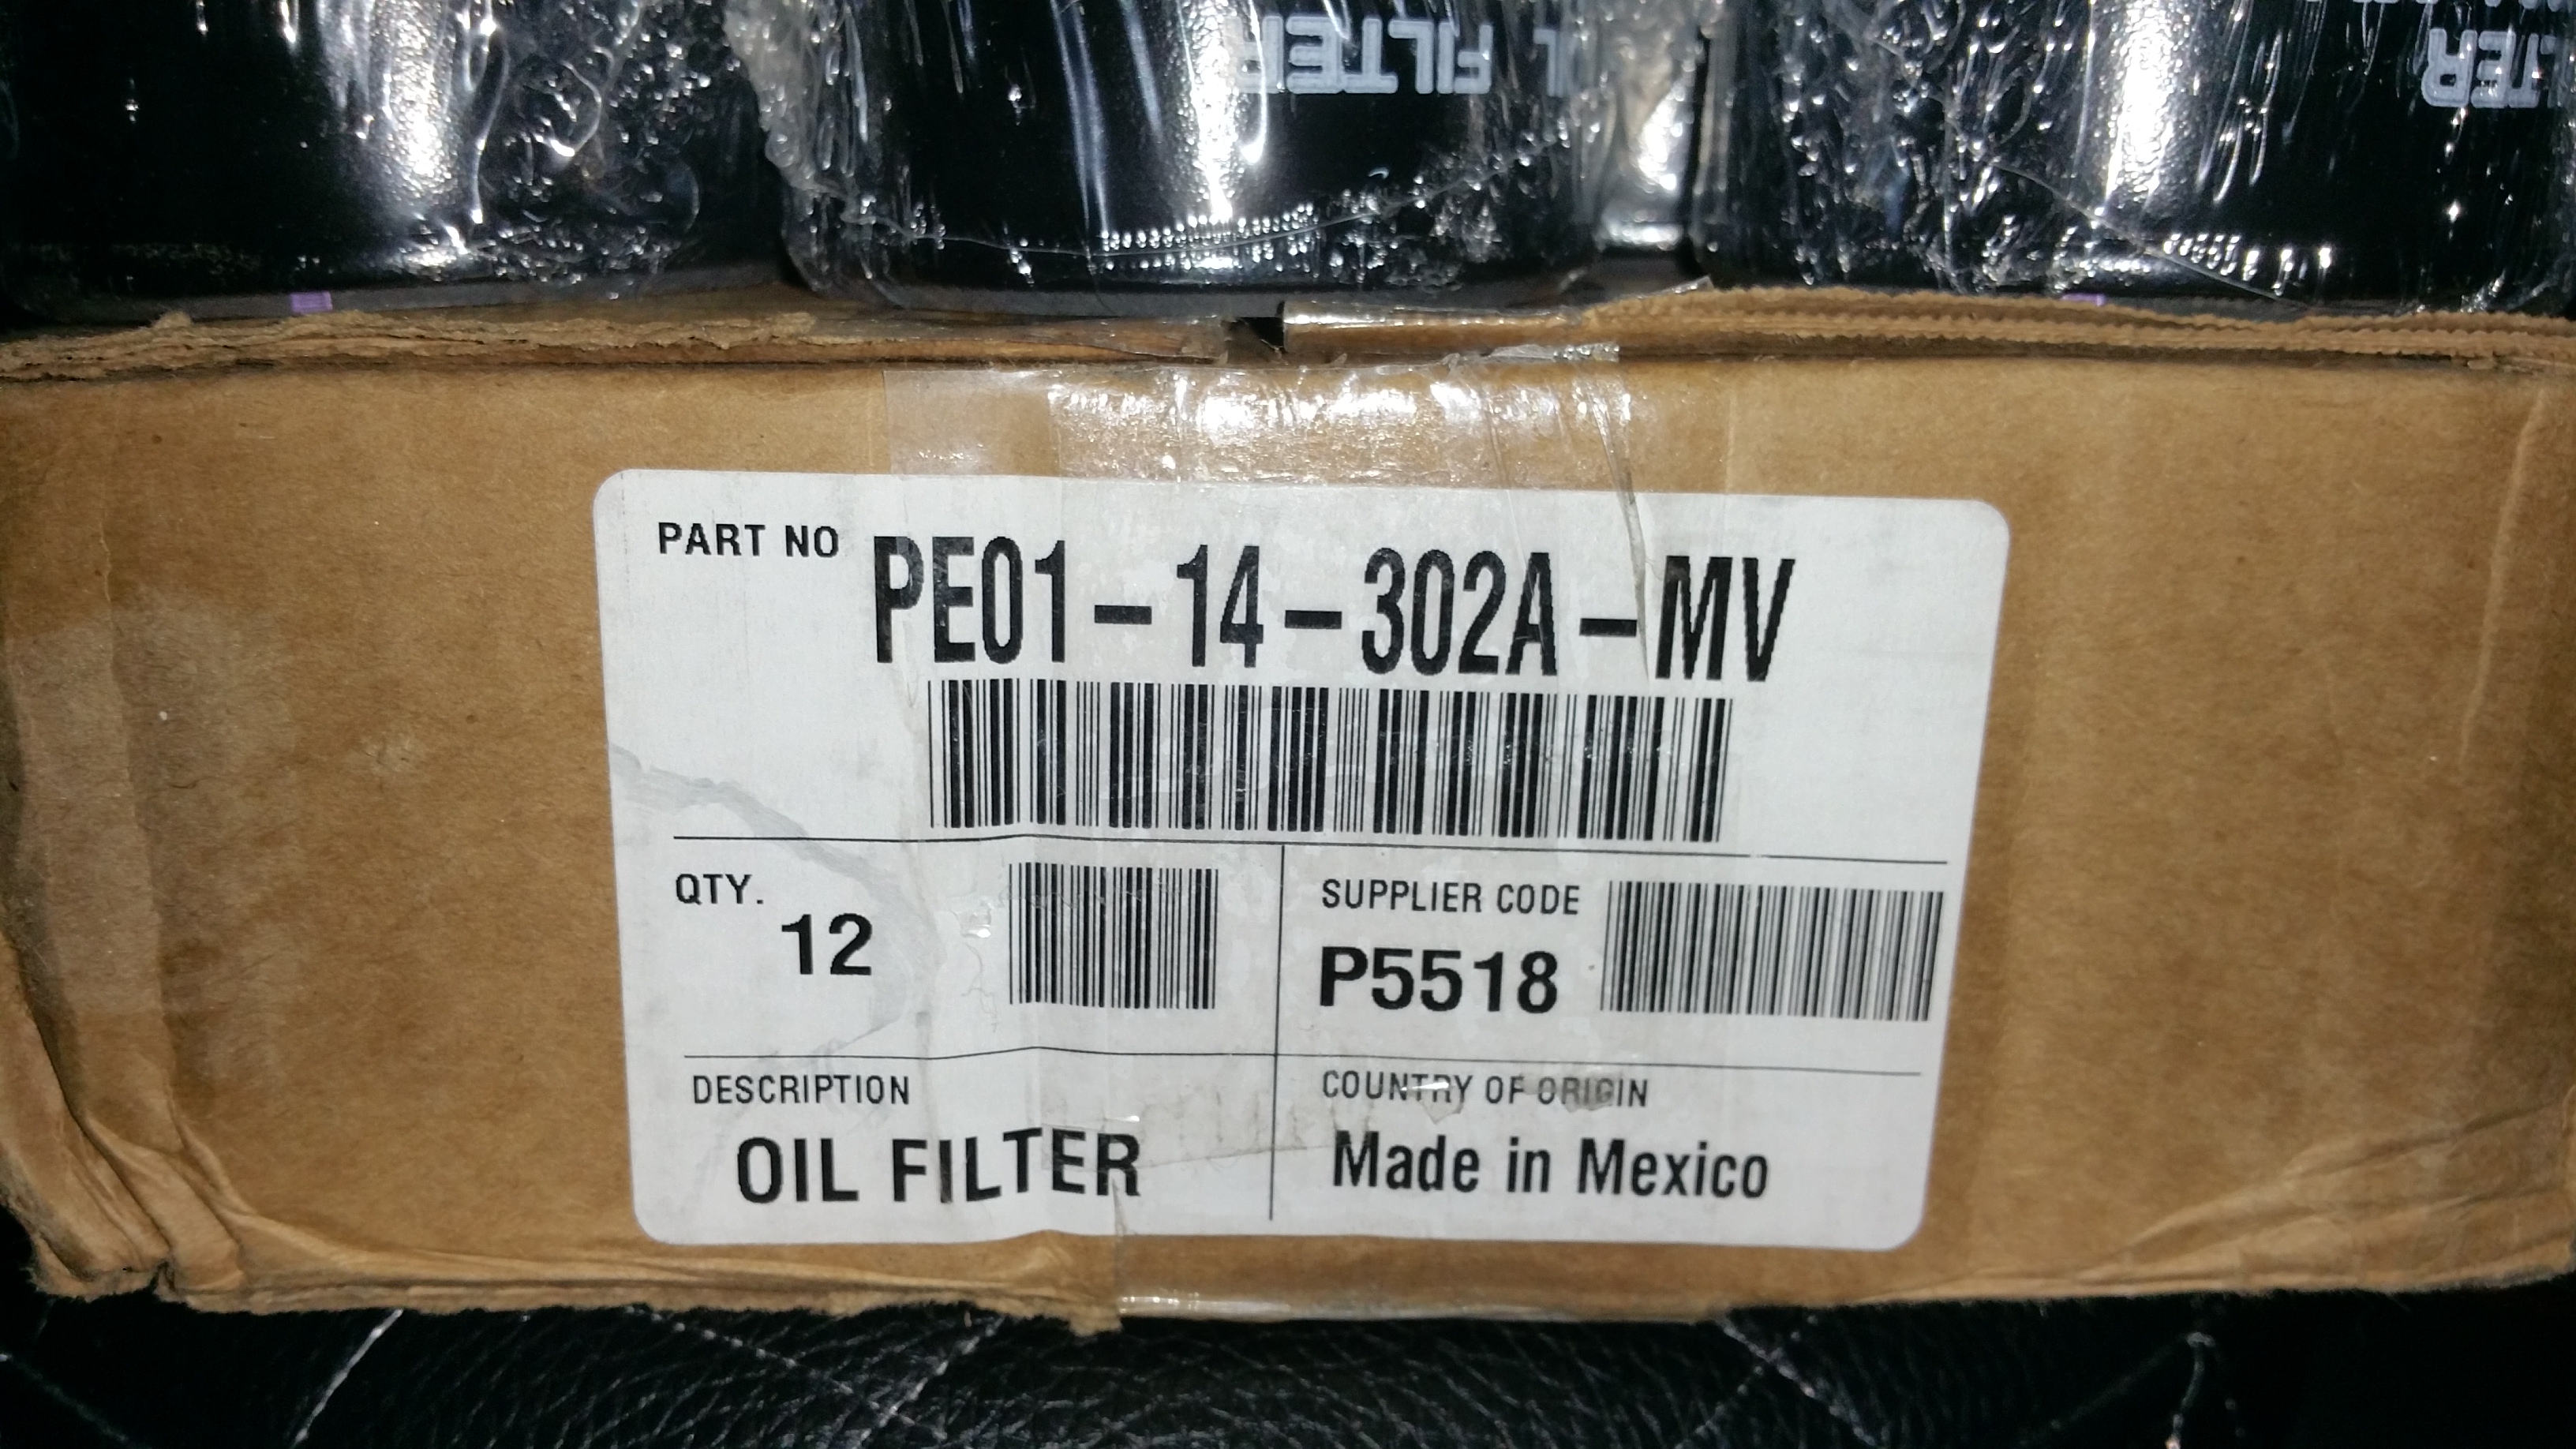 FILTER
PART NO PE01-14-302A-MV
QTY. 12
SUPPLIER CODE
P5518
DESCRIPTION
OIL FILTER
COUNTRY OF ORIGIN
Made in Mexico